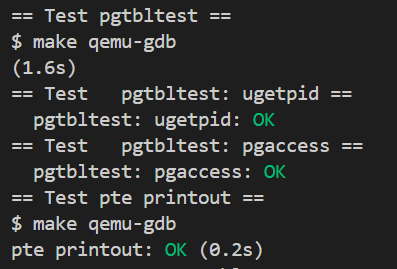 == Test pgtbltest ==
$ make qemu-gdb
(1.6s)
== Test   pgtbltest: ugetpid ==
  pgtbltest: ugetpid: OK
== Test   pgtbltest: pgaccess ==
  pgtbltest: pgaccess: OK
== Test pte printout ==
$ make qemu-gdb
pte printout: OK (0.2s)